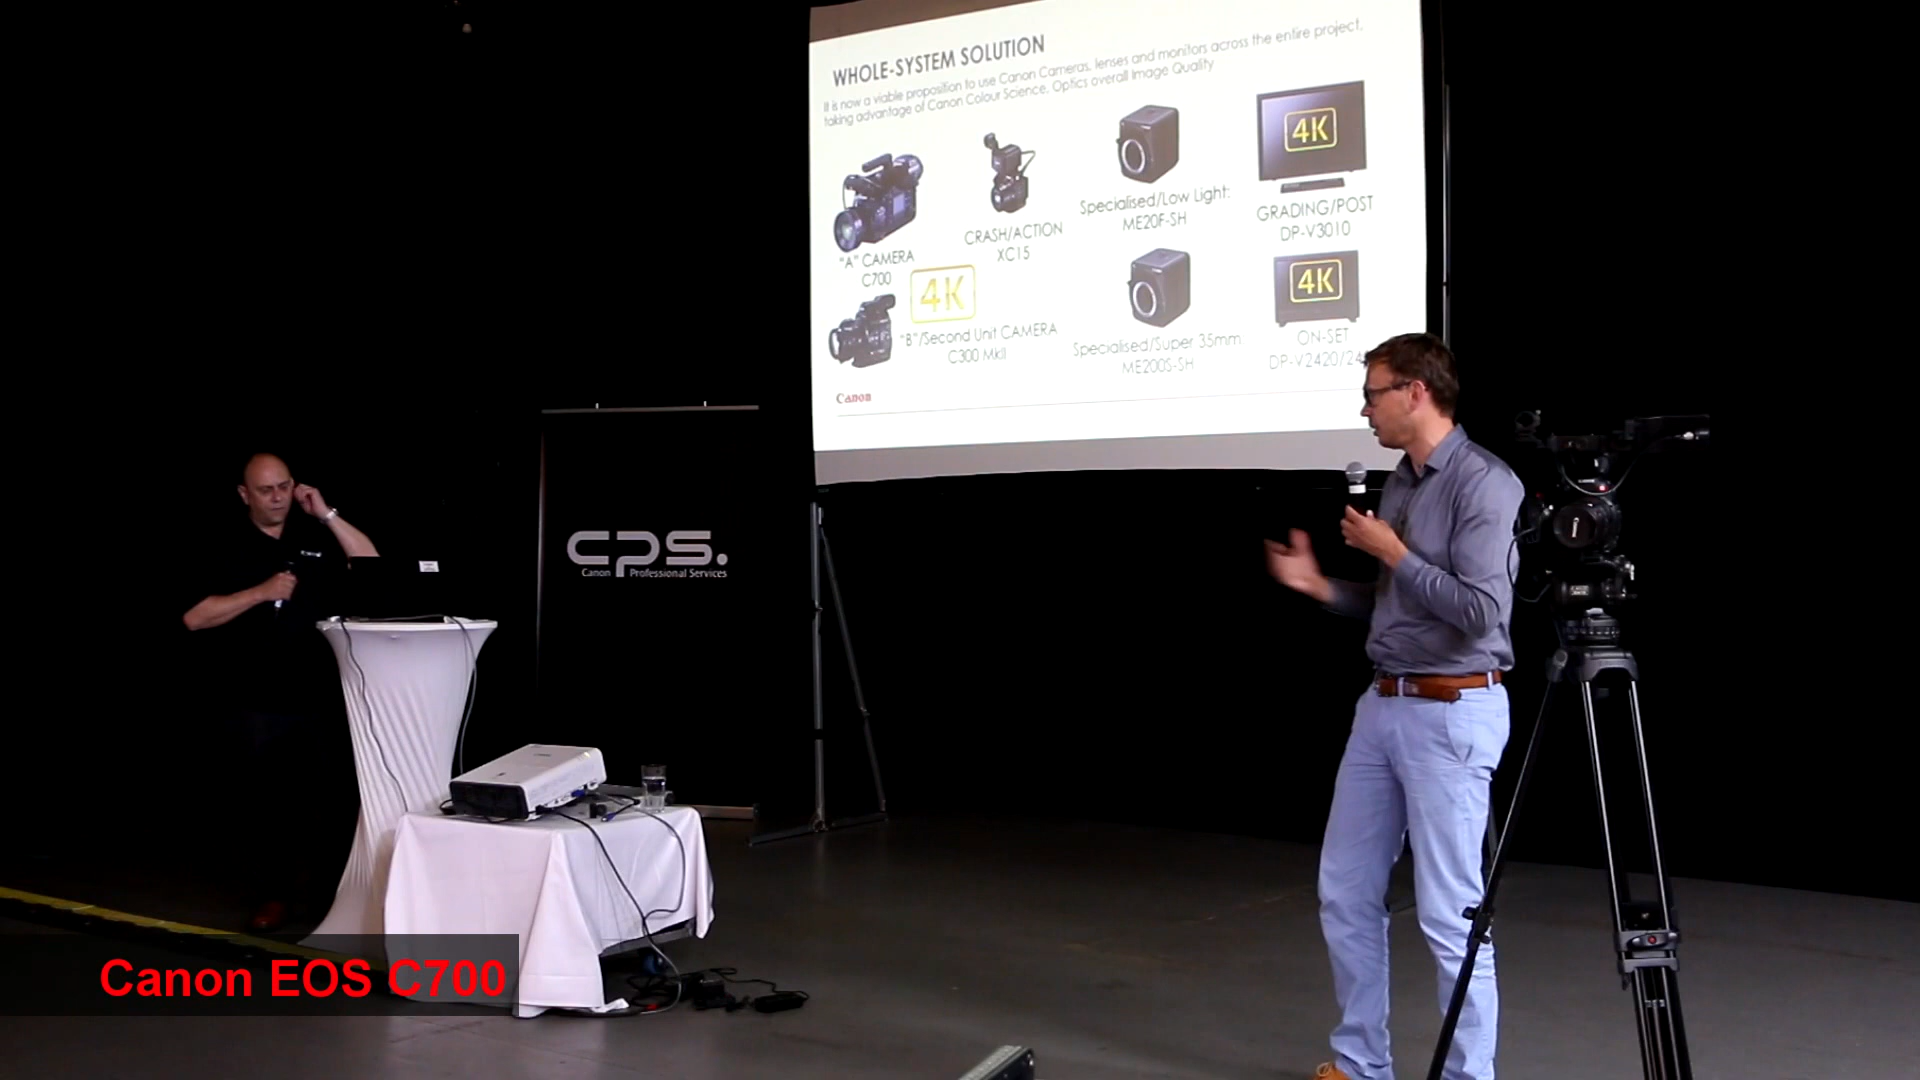 WHOLE-SYSTEM SOLUTION
It is now a viable proposition to use Canon Cameras, lenses and monitors across the entire project,
taking advantage of Canon Colour Science, Optics overall Image Quality
4K
"A" CAMERA
C700
CRASH/ACTION
XC15
Specialised/Low Light:
ME20F-SH
GRADING/POST
DP-V3010
4K
"B"/Second Unit CAMERA
C300 MkII
Specialised/Super 35mm
ME200S-SH
4K
ON-SET
DP-V2420/24
Canon
cps.
Canon Professional Services
Canon EOS C700